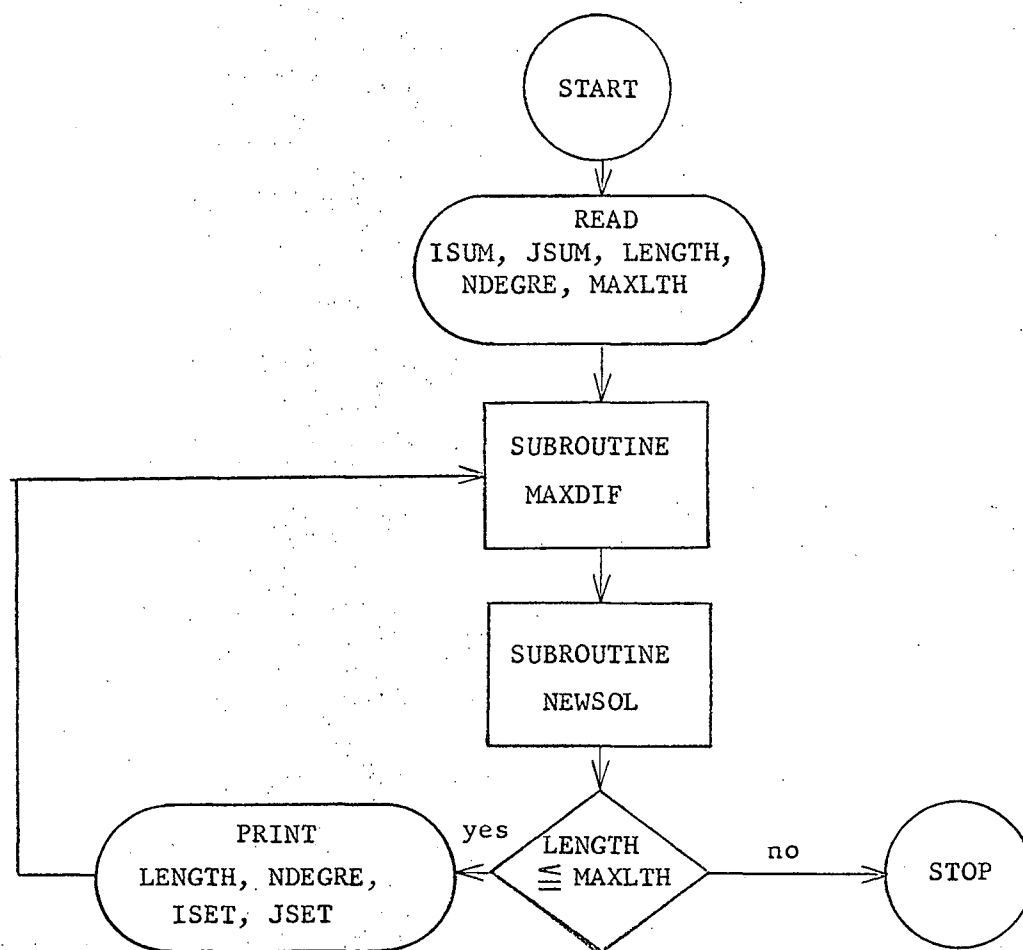 START
READ
ISUM, JSUM, LENGTH,
NDEGRE, MAXLTH
SUBROUTINE
MAXDIF
SUBROUTINE
NEWSOL
LENGTH
≦ MAXLTH
yes
no
PRINT
LENGTH, NDEGRE,
ISET, JSET
STOP